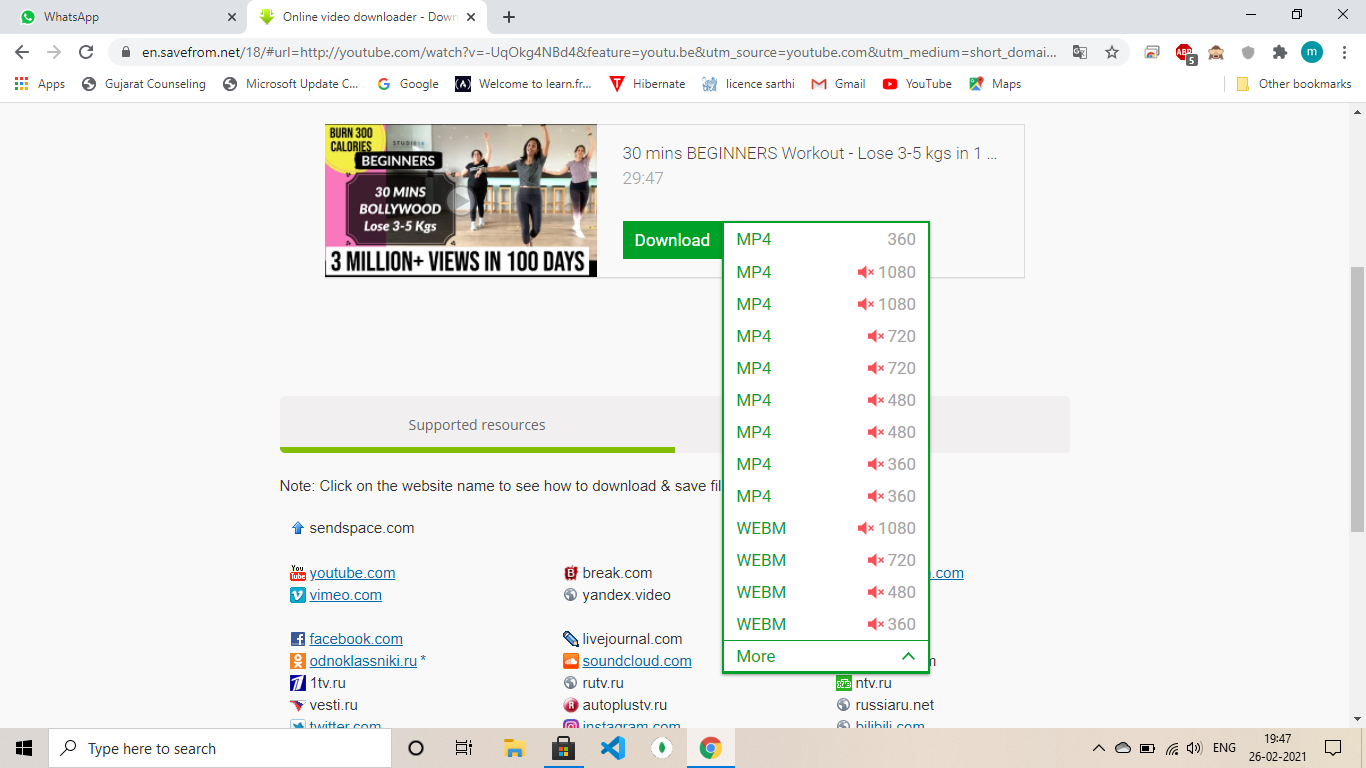 WhatsApp
Online video downloader - Down
en.savefrom.net/18/#url=http://youtube.com/watch?v=-UqOkg4NBd4&feature=youtu.be&utm_source=youtube.com&utm_medium=short_domai...
ABP
5
m
Apps
Gujarat Counseling
Microsoft Update C...
Google
Welcome to learn.fr...
Hibernate
licence sarthi
Gmail
YouTube
Maps
Other bookmarks
BURN 300
CALORIES
BEGINNERS
30 MINS
BOLLYWOOD
Lose 3-5 Kgs
3 MILLION+ VIEWS IN 100 DAYS
30 mins BEGINNERS Workout - Lose 3-5 kgs in 1 ...
29:47
Download
MP4 360
MP4 1080
MP4 1080
MP4 720
MP4 720
MP4 480
MP4 480
MP4 360
MP4 360
WEBM 1080
WEBM 720
WEBM 480
WEBM 360
More
Supported resources
Note: Click on the website name to see how to download & save fil
sendspace.com
youtube.com break.com .com
vimeo.com yandex.video
facebook.com livejournal.com
odnoklassniki.ru * soundcloud.com
1tv.ru rutv.ru ntv.ru
vesti.ru autoplustv.ru russiaru.net
twitter.com instagram.com bilibili.com
Type here to search
ENG
19:47
26-02-2021